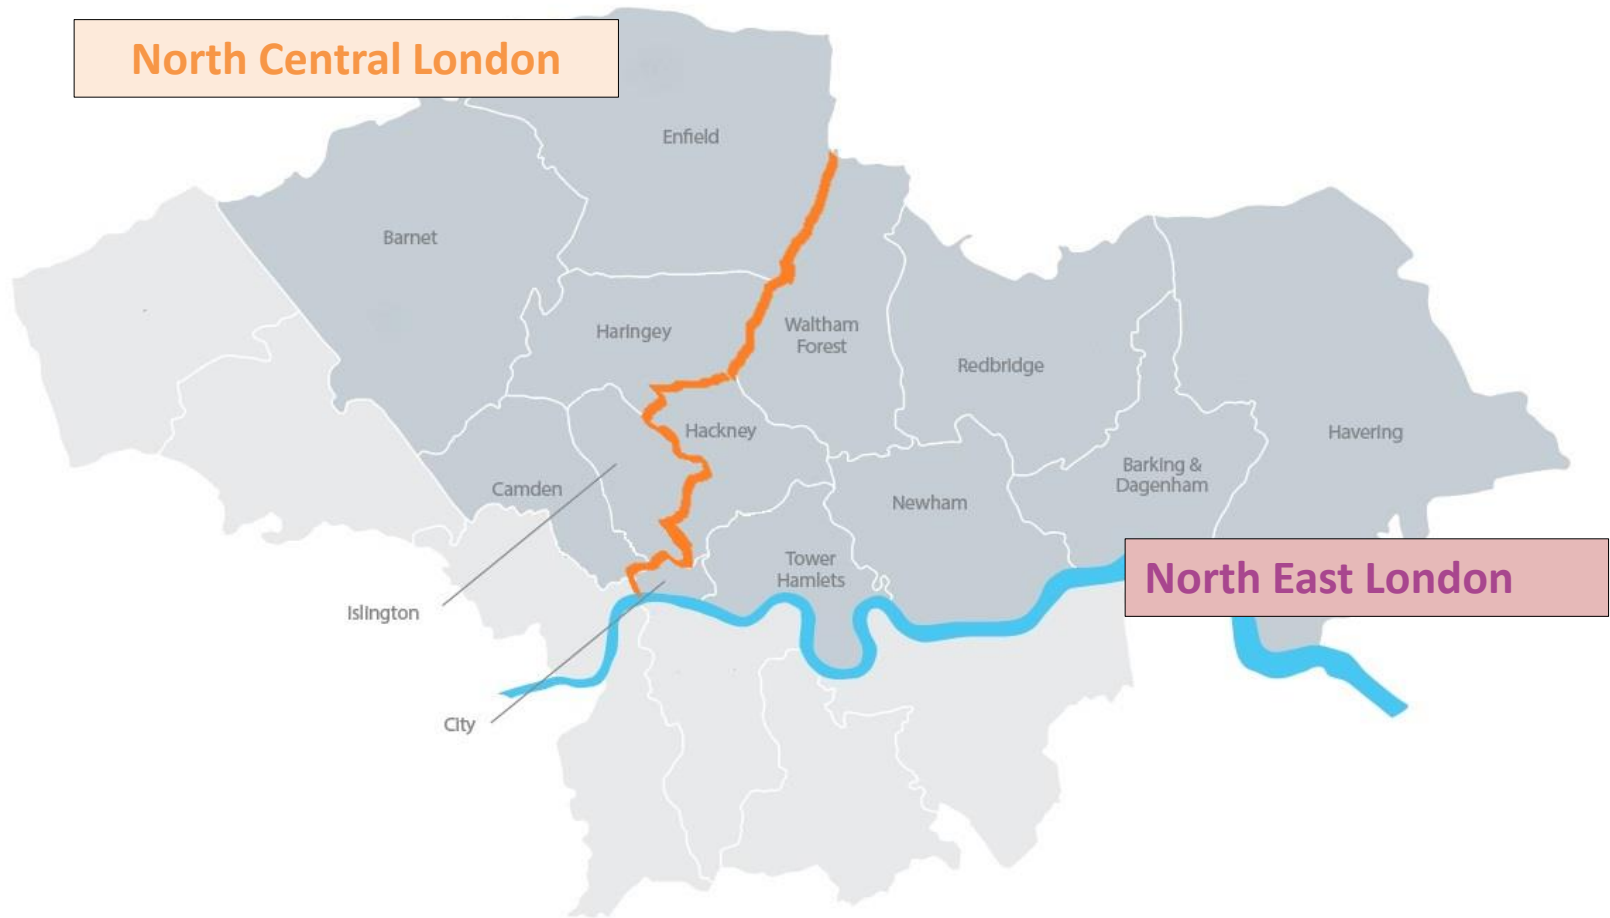 North Central London
Enfield
Barnet
Haringey
Waltham
Forest
Redbridge
Hackney
Havering
Camden
Barking &
Dagenham
Newham
Tower
Hamlets
North East London
Islington
City